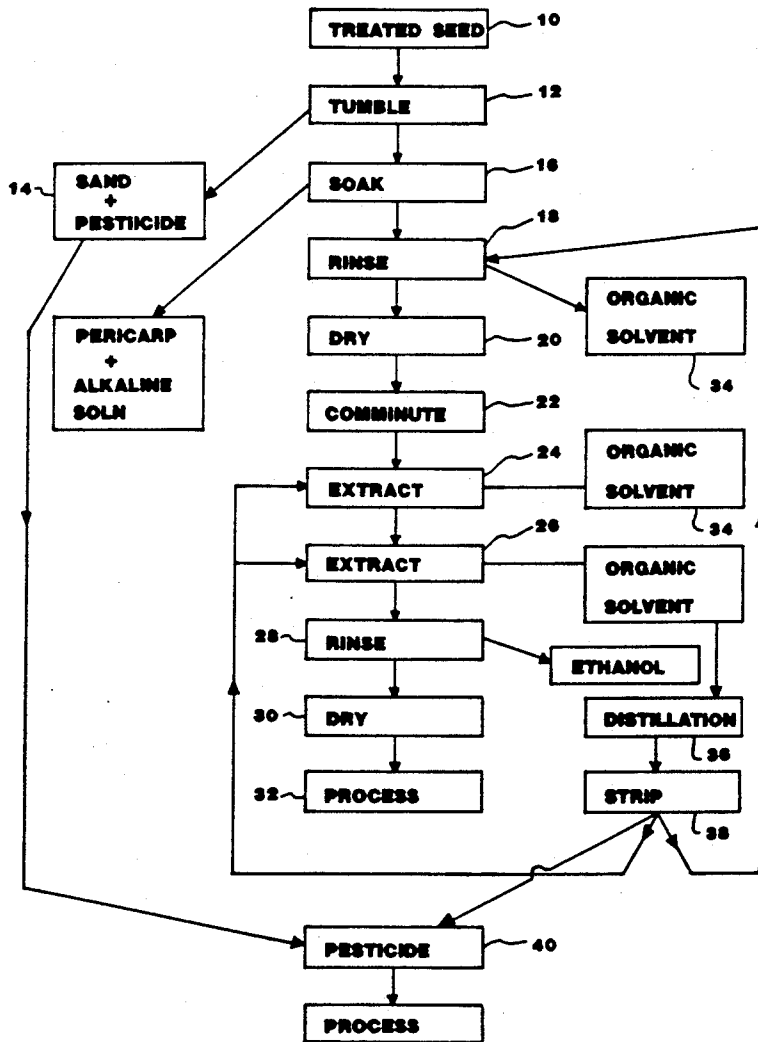 TREATED SEED
10
TUMBLE
12
14
SAND
+
PESTIICIDE
SOAK
16
RINSE
18
PERICARP
+
ALKALINE
SOLN
ORGANIC
SOLVENT
34
DRY
20
COMMINUTE
22
EXTRACT
24
ORGANIC
SOLVENT
34
EXTRACT
26
ORGANIC
SOLVENT
28
RINSE
ETHANOL
30
DRY
DISTILLATION
36
32
PROCESS
STRIP
38
PESTICIDE
40
PROCESS